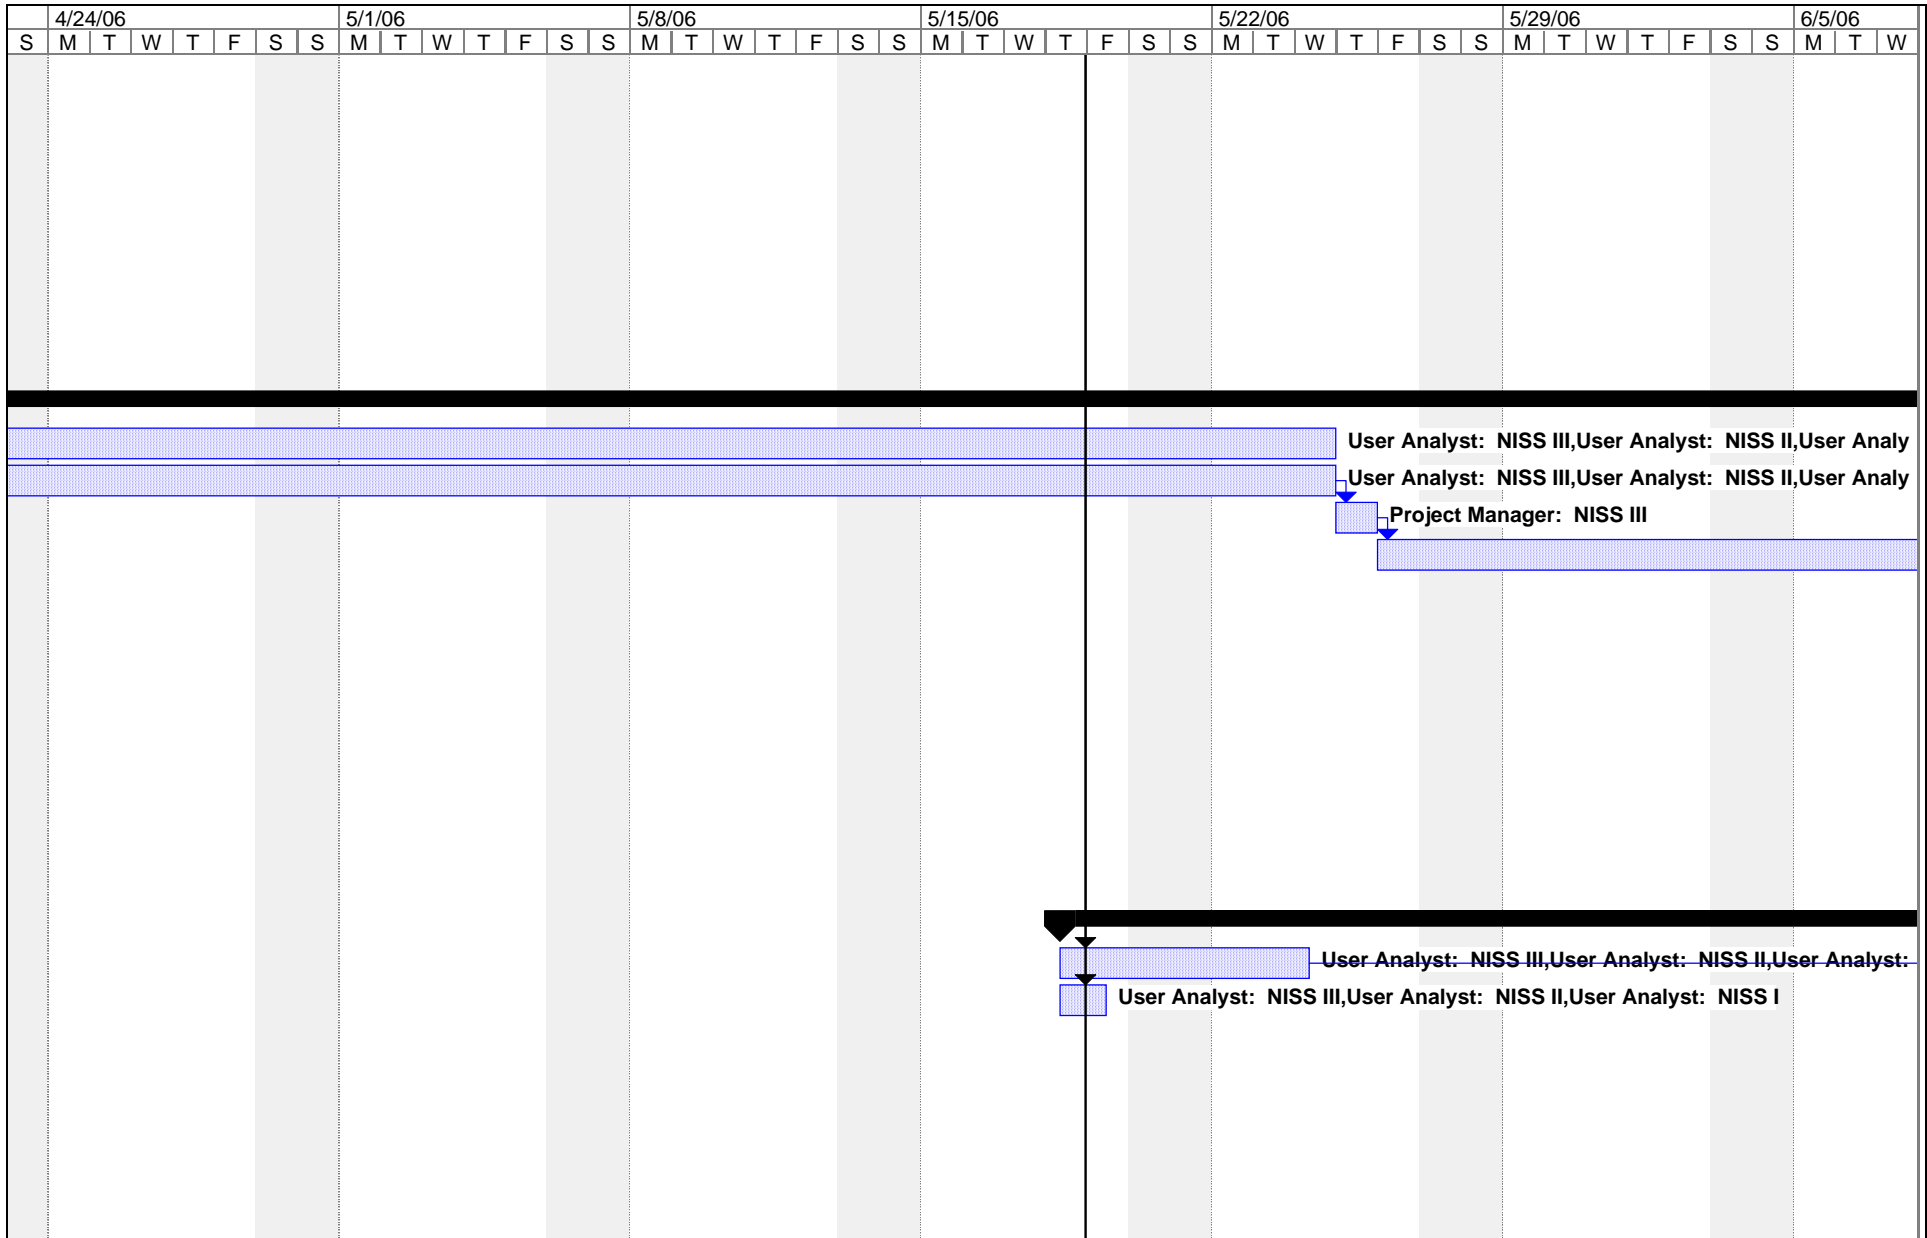 4/24/06 5/1/06 5/8/06 5/15/06 5/22/06 5/29/06 6/5/06
S M T W T F S S M T W T F S S M T W T F S S M T W T F S S M T W T F S S M T W T F S S M T W
User Analyst: NISS III,User Analyst: NISS II,User Analy
User Analyst: NISS III,User Analyst: NISS II,User Analy
Project Manager: NISS III
User Analyst: NISS III,User Analyst: NISS II,User Analyst:
User Analyst: NISS III,User Analyst: NISS II,User Analyst: NISS I